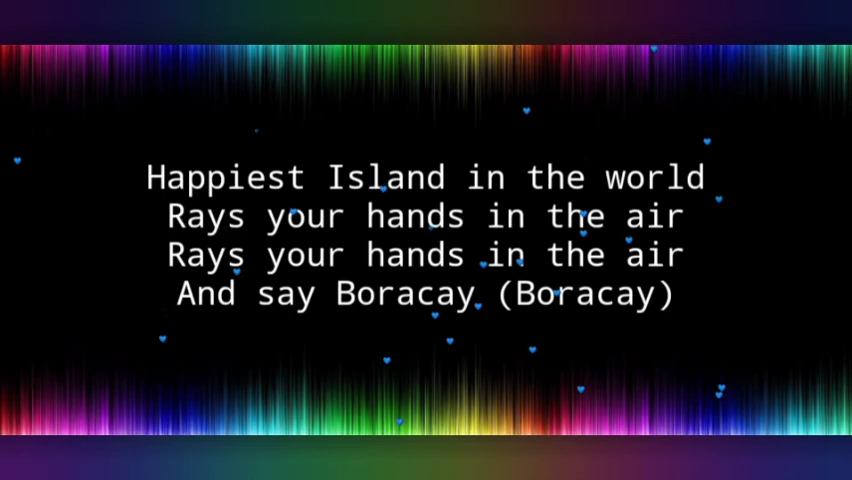 Happiest Island in the world
Rays your hands in the air
Rays your hands in the air
And say Boracay (Boracay)